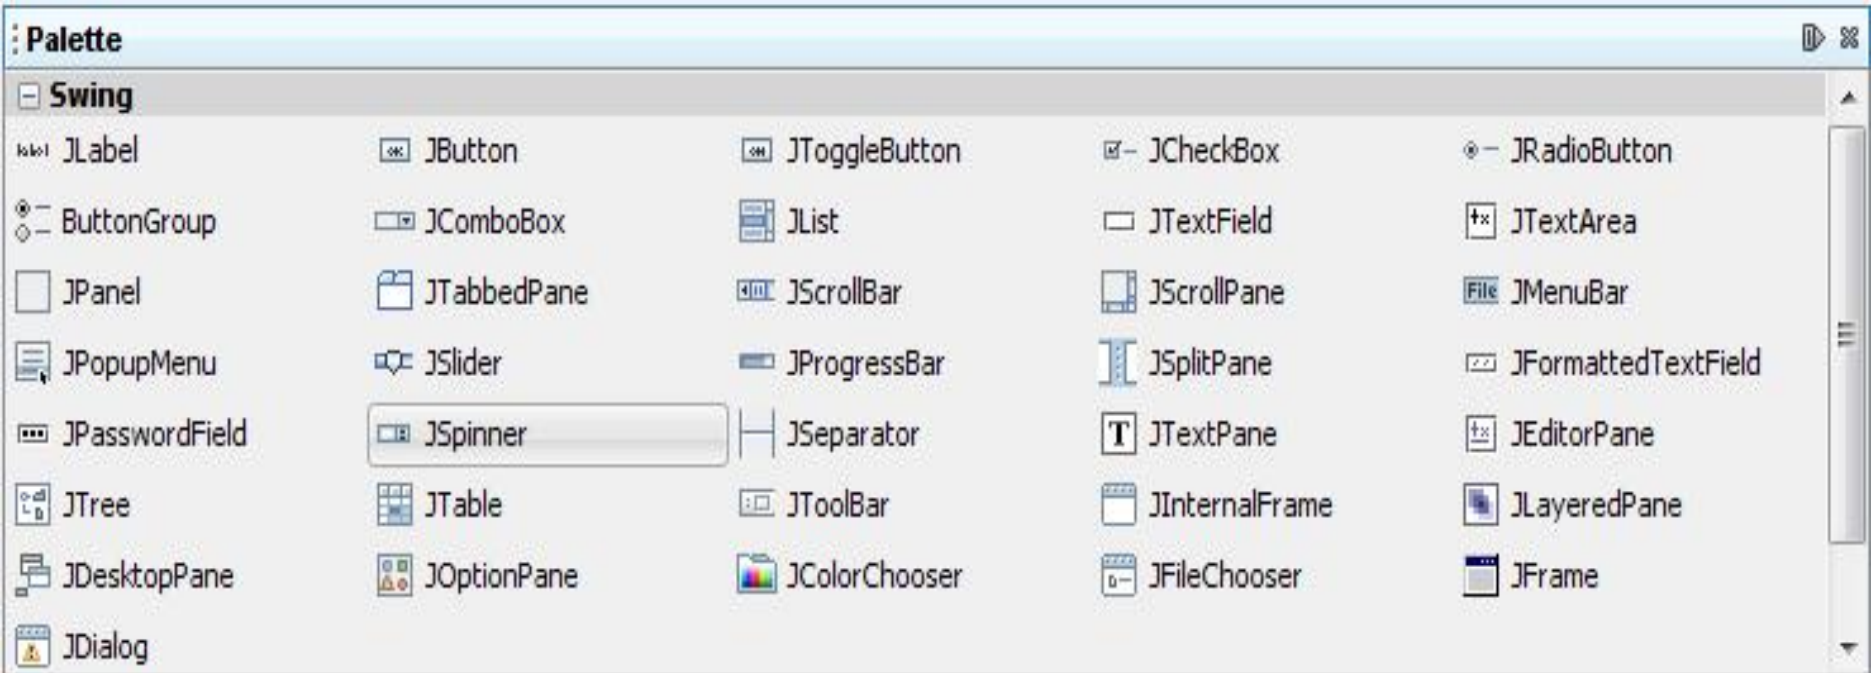 Palette
Swing
JLabel JButton JToggleButton JCheckBox JRadioButton
ButtonGroup JComboBox JList JTextField JTextArea
JPanel JTabbedPane JScrollBar JScrollPane File JMenuBar
JPopupMenu JSlider JProgressBar JSplitPane JFormattedTextField
JPasswordField JSpinner JSeparator T JTextPane JEditorPane
JTree JTable JToolBar JInternalFrame JLayeredPane
JDesktopPane JOptionPane JColorChooser JFileChooser JFrame
JDialog